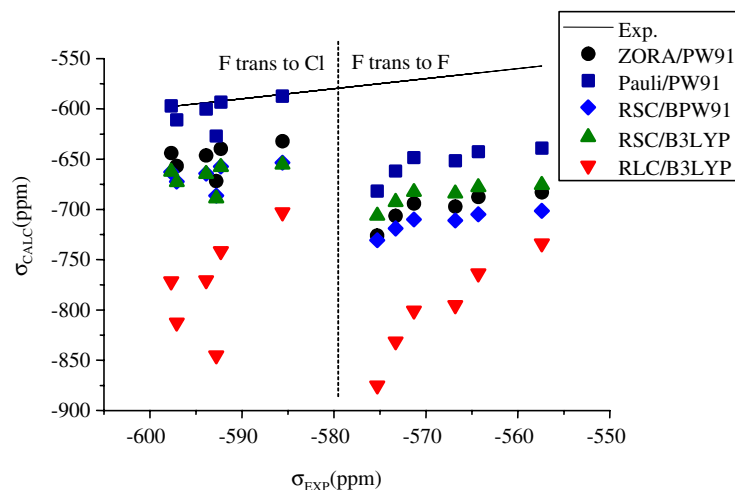 F trans to Cl
F trans to F
Exp.
ZORA/PW91
Pauli/PW91
RSC/BPW91
RSC/B3LYP
RLC/B3LYP
-550
-600
-650
-700
-750
-800
-850
-900
σCALC(ppm)
-600
-590
-580
-570
-560
-550
σEXP(ppm)